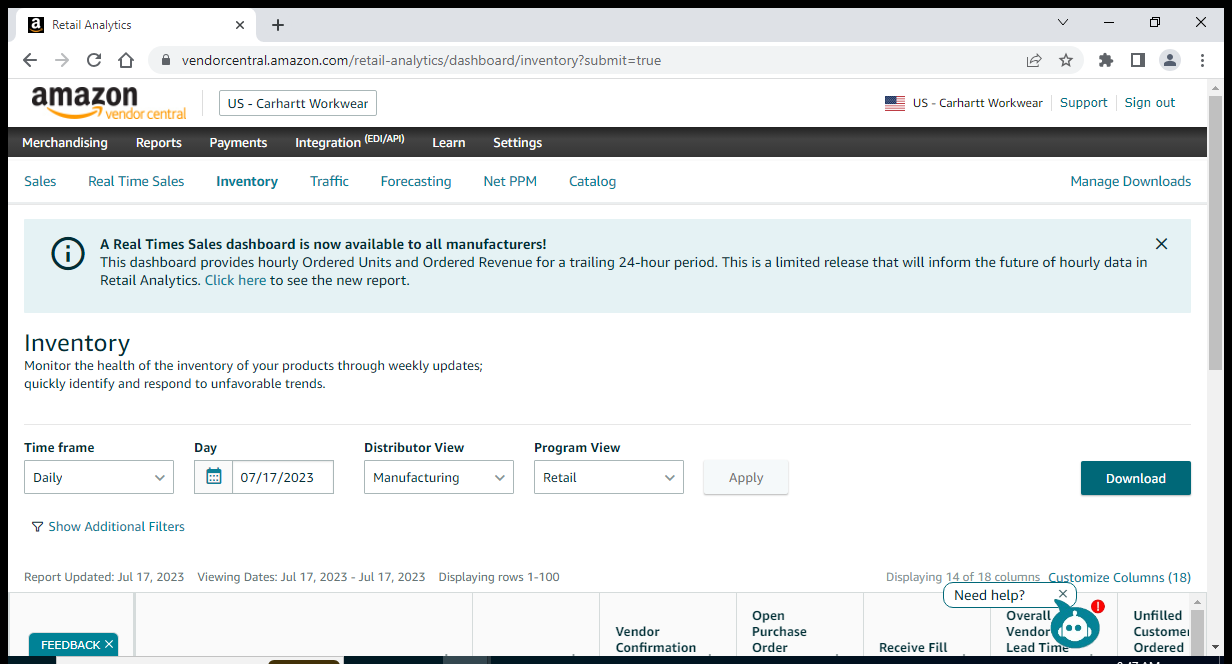 Retail Analytics
vendorcentral.amazon.com/retail-analytics/dashboard/inventory?submit=true
amazon
vendor central
US - Carhartt Workwear
US - Carhartt Workwear
Support
Sign out
Merchandising
Reports
Payments
Integration (EDI/API)
Learn
Settings
Sales
Real Time Sales
Inventory
Traffic
Forecasting
Net PPM
Catalog
Manage Downloads
A Real Times Sales dashboard is now available to all manufacturers!
This dashboard provides hourly Ordered Units and Ordered Revenue for a trailing 24-hour period. This is a limited release that will inform the future of hourly data in
Retail Analytics. Click here to see the new report.
Inventory
Monitor the health of the inventory of your products through weekly updates;
quickly identify and respond to unfavorable trends.
Time frame
Day
Distributor View
Program View
Daily
07/17/2023
Manufacturing
Retail
Apply
Download
Show Additional Filters
Report Updated: Jul 17, 2023
Viewing Dates: Jul 17, 2023 - Jul 17, 2023
Displaying rows 1-100
Displaying 14 of 18 columns
Customize Columns (18)
Need help?
FEEDBACK
Vendor
Confirmation
Open
Purchase
Order
Receive Fill
Overall
Vendor
Lead Time
Unfilled
Customer
Ordered